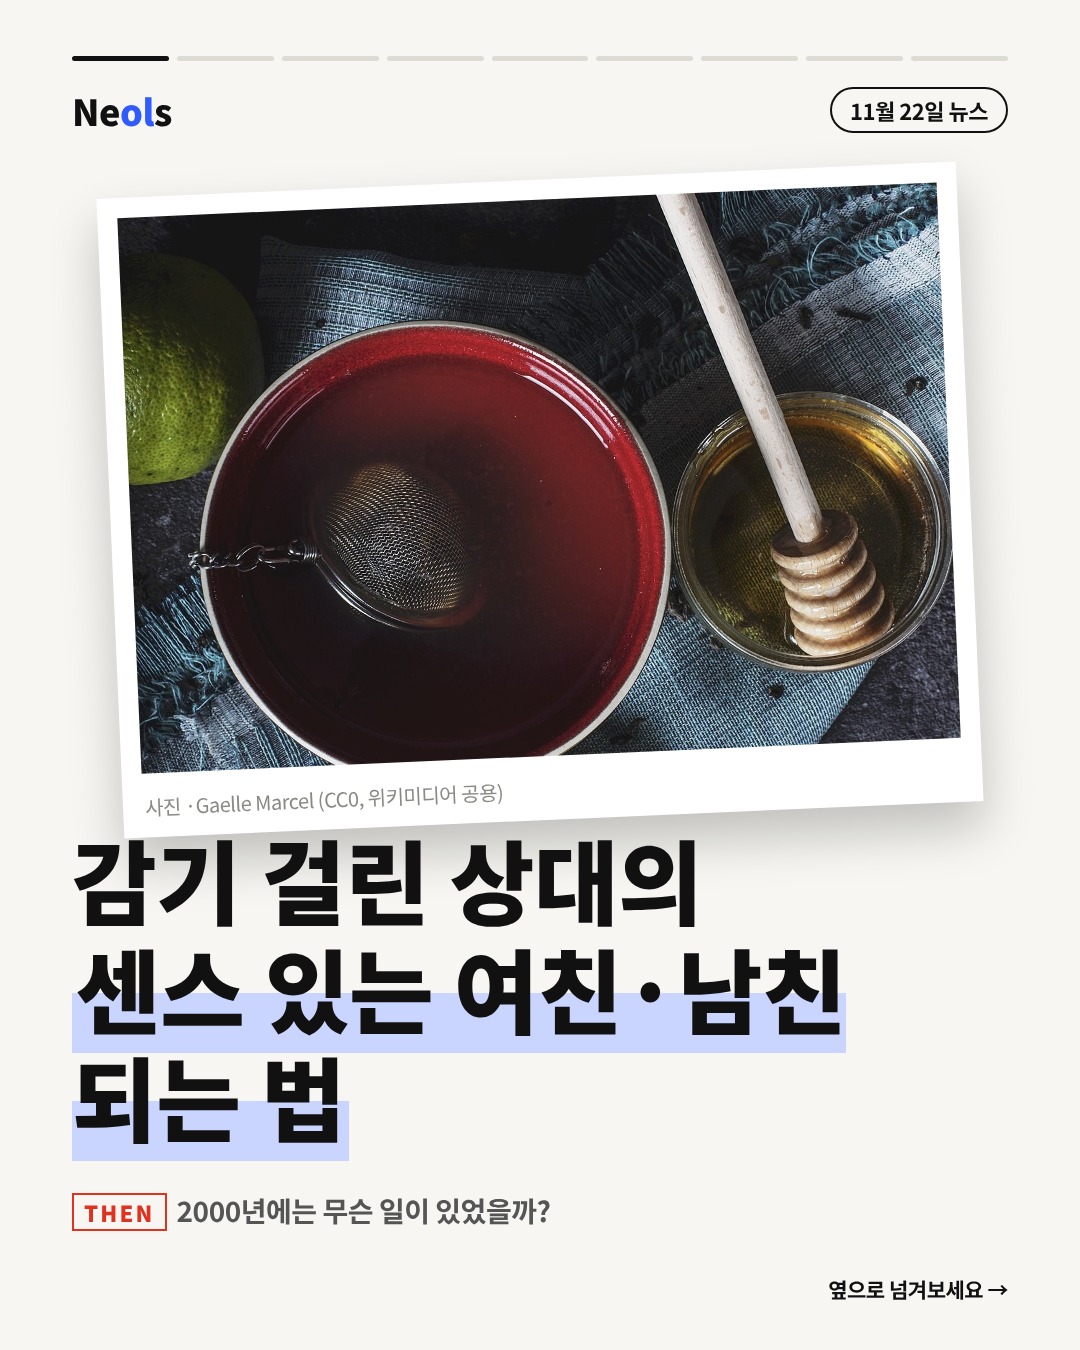 Neols
11월 22일 뉴스
사진 · Gaelle Marcel (CC0, 위키미디어 공용)
감기 걸린 상대의
센스 있는 여친·남친
되는 법
THEN 2000년에는 무슨 일이 있었을까?
옆으로 넘겨보세요 →